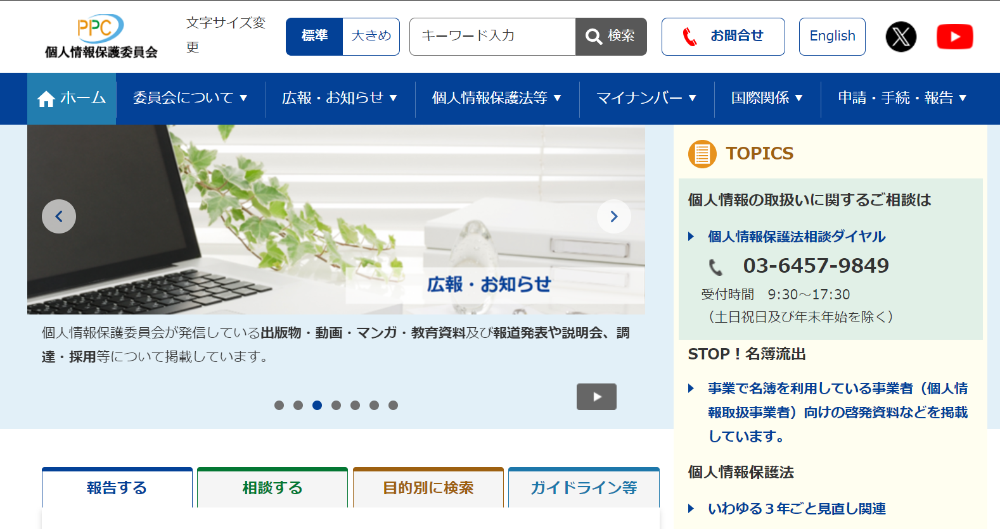 PPC
個人情報保護委員会
文字サイズ変
更
標準 大きめ
キーワード入力
検索
お問合せ
English
ホーム
委員会について▼
広報・お知らせ▼
個人情報保護法等▼
マイナンバー▼
国際関係▼
申請・手続・報告▼
広報・お知らせ
個人情報保護委員会が発信している出版物・動画・マンガ・教育資料及び報道発表や説明会、調
達・採用等について掲載しています。
TOPICS
個人情報の取扱いに関するご相談は
個人情報保護法相談ダイヤル
03-6457-9849
受付時間 9:30~17:30
（土日祝日及び年末年始を除く）
STOP！名簿流出
事業で名簿を利用している事業者（個人情
報取扱事業者）向けの啓発資料などを掲載
しています。
個人情報保護法
いわゆる３年ごと見直し関連
報告する
相談する
目的別に検索
ガイドライン等